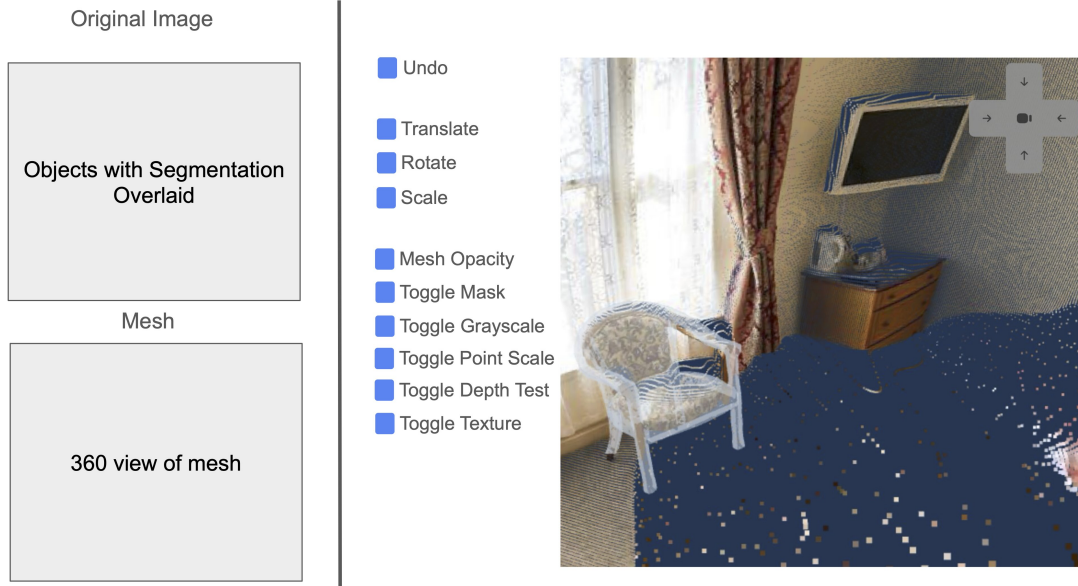 Original Image
Objects with Segmentation
Overlaid
Mesh
360 view of mesh
Undo
Translate
Rotate
Scale
Mesh Opacity
Toggle Mask
Toggle Grayscale
Toggle Point Scale
Toggle Depth Test
Toggle Texture